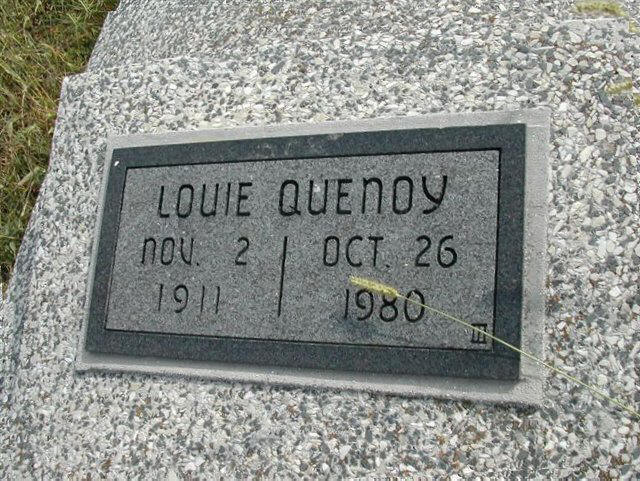 LOUIE QUENOY
NOV. 2 | OCT. 26
1911 | 1980